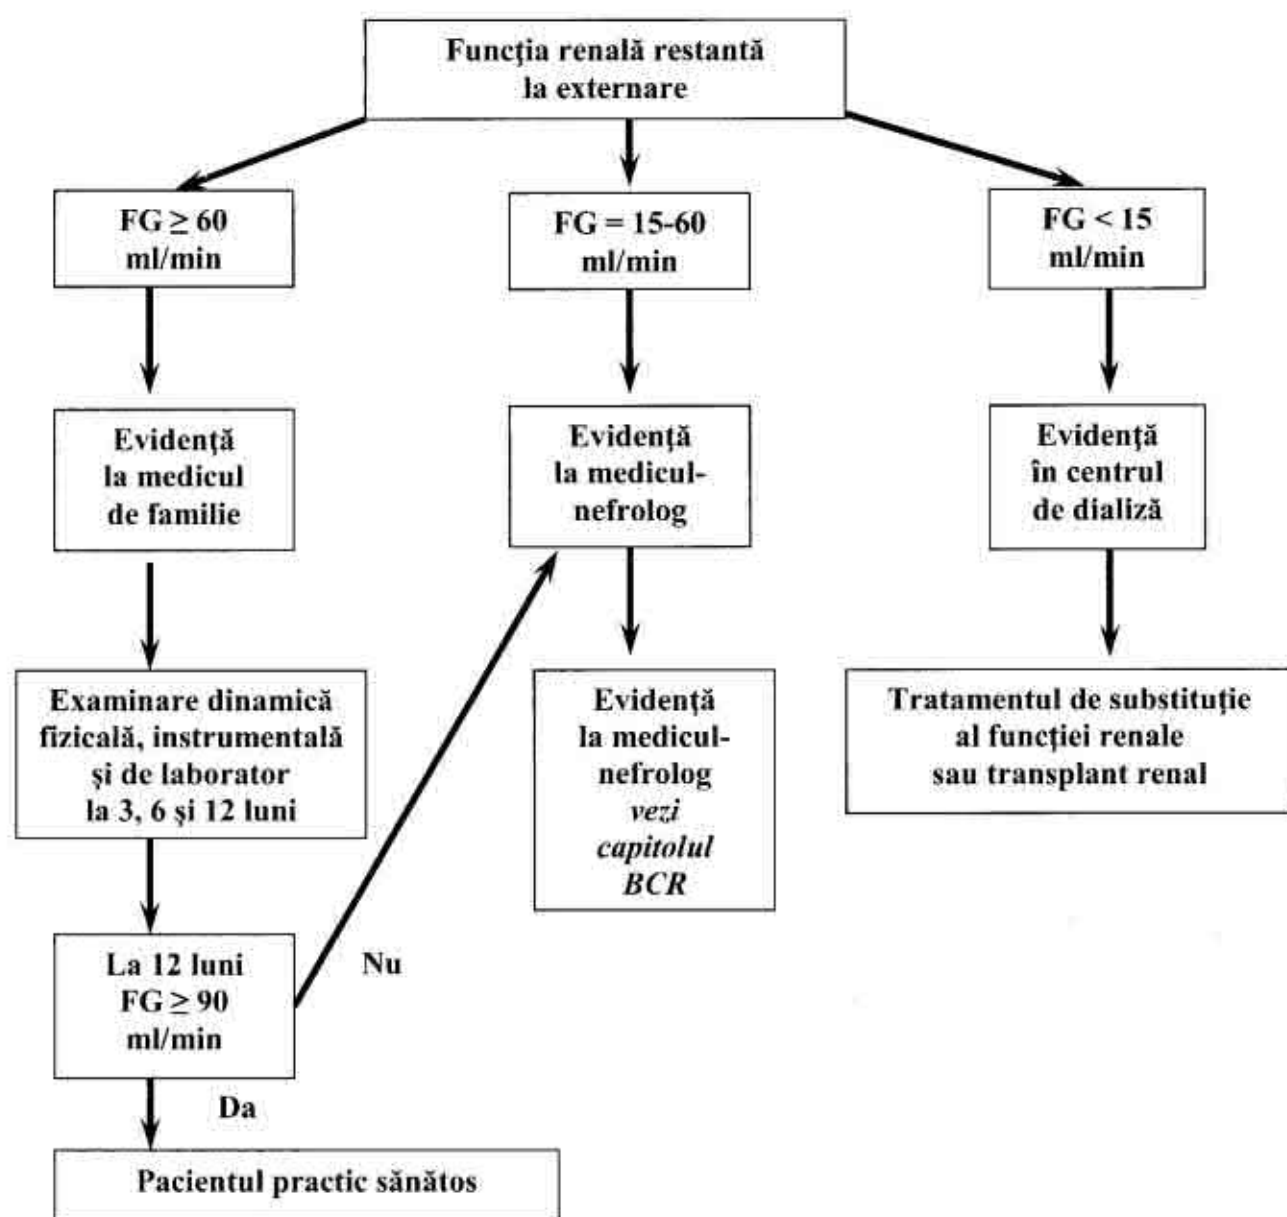 Funcția renală restantă
la externare
FG ≥ 60
ml/min
FG = 15-60
ml/min
FG < 15
ml/min
Evidență
la medicul
de familie
Evidență
la medicul-
nefrolog
Evidență
în centrul
de dializă
Examinare dinamică
fizicală, instrumentală
și de laborator
la 3, 6 și 12 luni
Evidență
la medicul-
nefrolog
vezi
capitolul
BCR
Tratamentul de substituție
al funcției renale
sau transplant renal
La 12 luni
FG ≥ 90
ml/min
Nu
Da
Pacientul practic sănătos